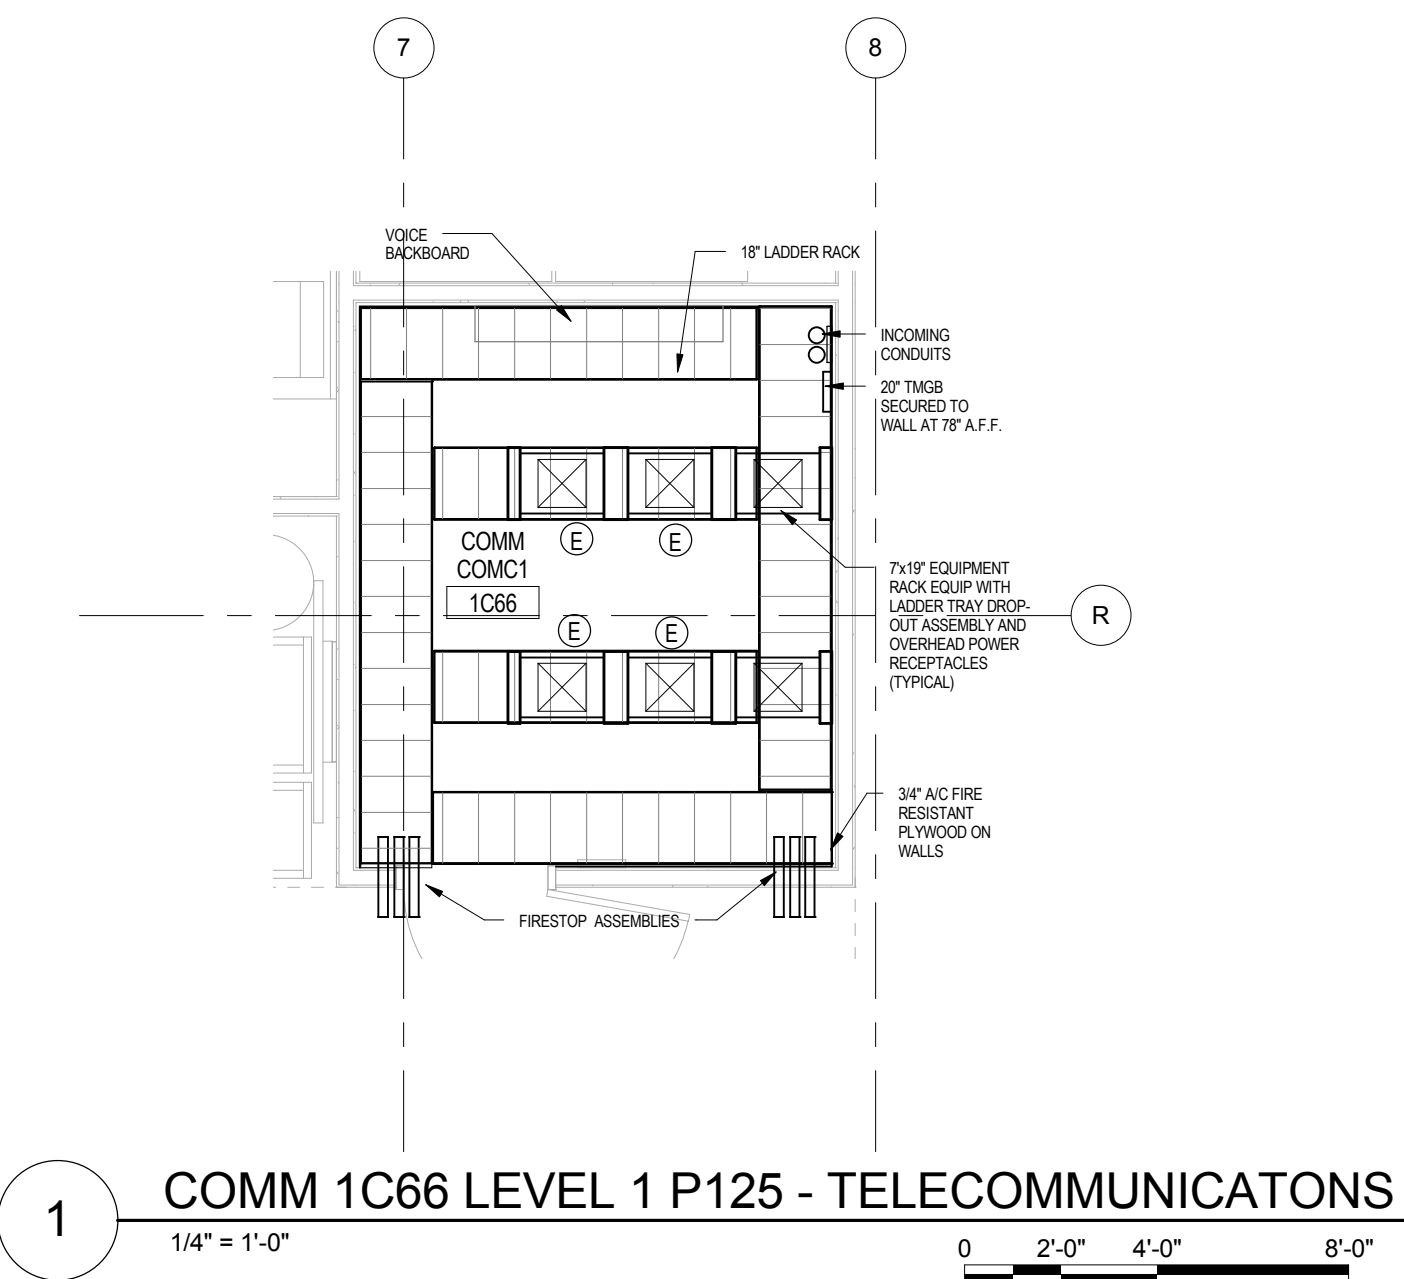 7
8
VOICE
BACKBOARD
18" LADDER RACK
INCOMING
CONDUITS
20" TMGB
SECURED TO
WALL AT 78" A.F.F.
E
E
COMM
COMC1
1C66
E
E
7'x19" EQUIPMENT
RACK EQUIP WITH
LADDER TRAY DROP-
OUT ASSEMBLY AND
OVERHEAD POWER
RECEPTACLES
(TYPICAL)
R
3/4" A/C FIRE
RESISTANT
PLYWOOD ON
WALLS
FIRESTOP ASSEMBLIES
1
COMM 1C66 LEVEL 1 P125 - TELECOMMUNICATONS
1/4" = 1'-0"
0 2'-0" 4'-0" 8'-0"